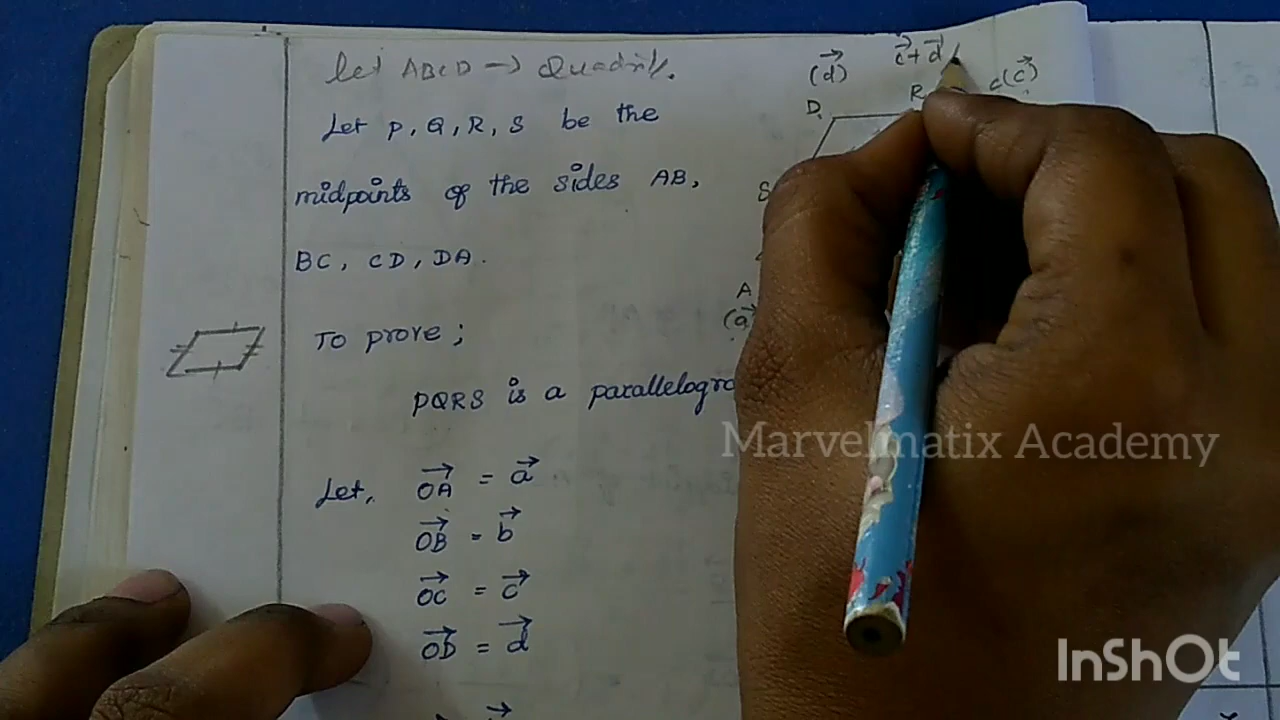 let ABCD → Quadril.
(d⃗)
c⃗+d⃗ /
c(c⃗)
Let P, Q, R, S be the
D
R
midpoints of the sides AB,
S
BC, CD, DA.
A
(a⃗
To prove;
PQRS is a parallelogra
Marvelmatix Academy
Let, OA⃗ = a⃗
OB⃗ = b⃗
OC⃗ = c⃗
OD⃗ = d⃗
InShOt